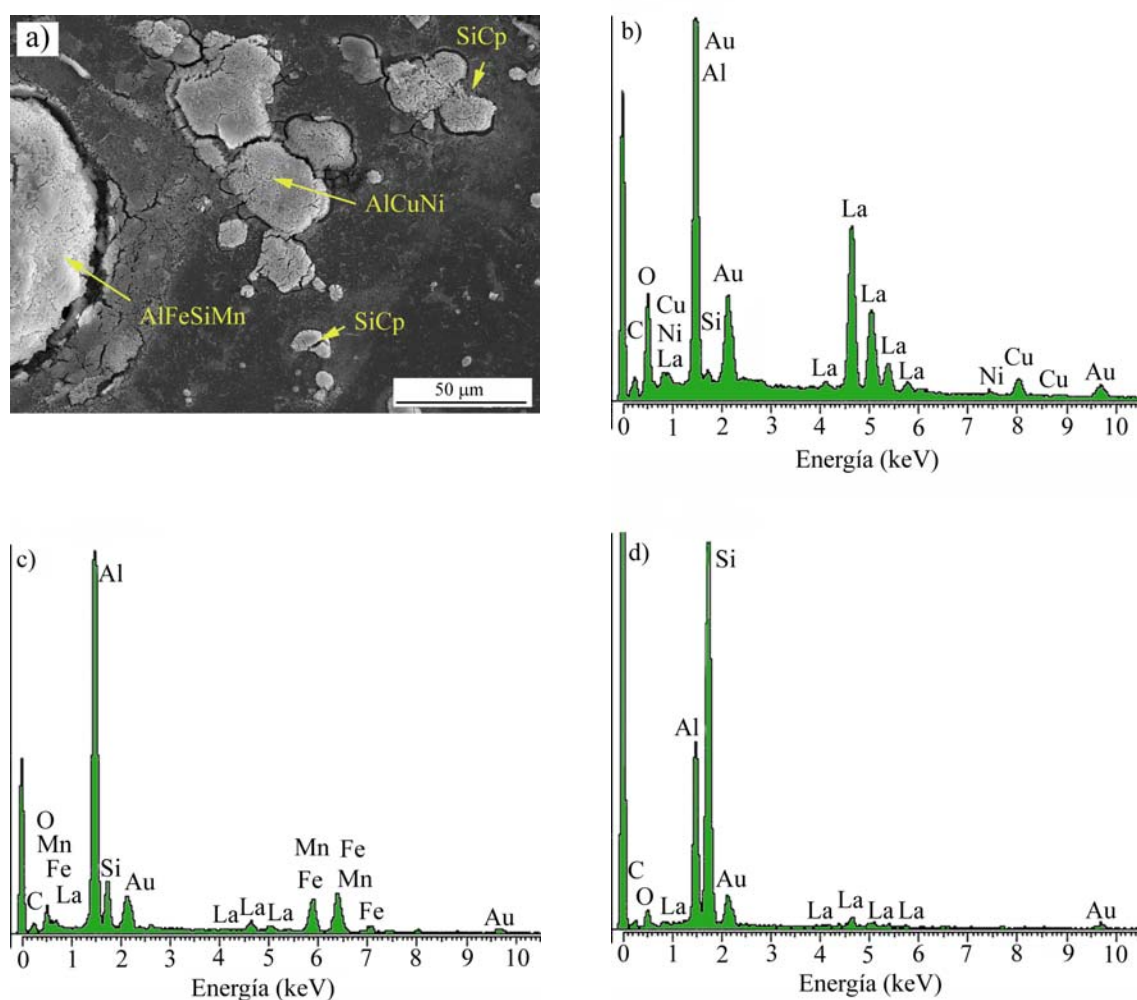 a)
SiCp
AlCuNi
AlFeSiMn
SiCp
50 µm
b)
Au
Al
La
O
Cu
Au
La
C
Ni
Si
La
La
La
La
Ni
Cu
Cu
Au
0 1 2 3 4 5 6 7 8 9 10
Energía (keV)
c)
Al
O
Mn
Fe
C
La
Si
Au
La
La
La
Mn
Fe
Fe
Mn
Fe
Au
0 1 2 3 4 5 6 7 8 9 10
Energía (keV)
d)
Si
Al
C
O
La
Au
La
La
La
La
Au
0 1 2 3 4 5 6 7 8 9 10
Energía (keV)